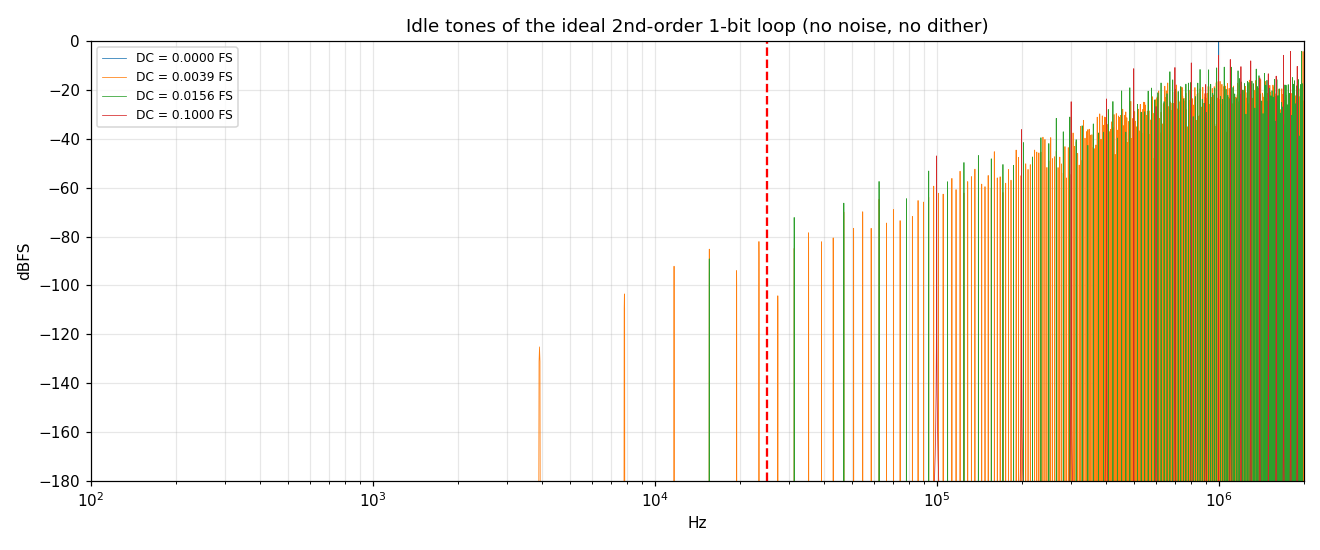 Idle tones of the ideal 2nd-order 1-bit loop (no noise, no dither)
0
−20
−40
−60
−80
−100
−120
−140
−160
−180
dBFS
DC = 0.0000 FS
DC = 0.0039 FS
DC = 0.0156 FS
DC = 0.1000 FS
10² 10³ 10⁴ 10⁵ 10⁶
Hz